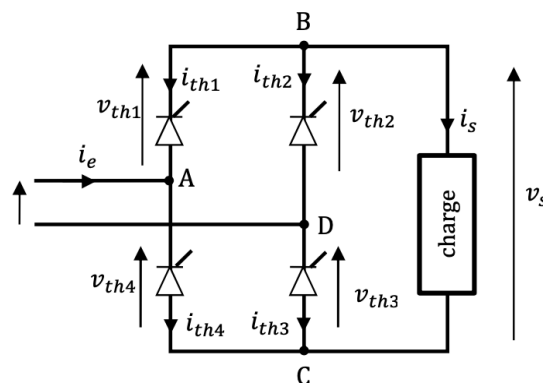 B
i_th1
i_th2
v_th1
v_th2
i_s
i_e
A
charge
v_s
D
v_th4
v_th3
i_th4
i_th3
C